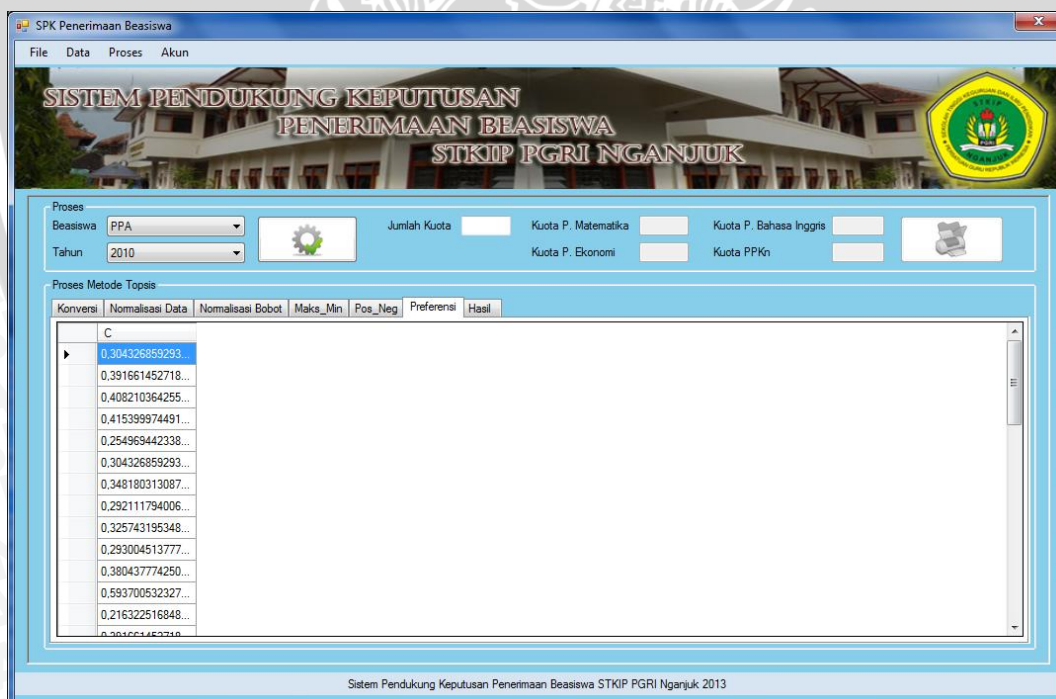 SPK Penerimaan Beasiswa
File Data Proses Akun
SISTEM PENDUKUNG KEPUTUSAN
PENERIMAAN BEASISWA
STKIP PGRI NGANJUK
STKIP
PGRI
NGANJUK
Proses
Beasiswa PPA Jumlah Kuota Kuota P. Matematika Kuota P. Bahasa Inggris
Tahun 2010 Kuota P. Ekonomi Kuota PPKn
Proses Metode Topsis
Konversi Normalisasi Data Normalisasi Bobot Maks_Min Pos_Neg Preferensi Hasil
C
0,304326859293...
0,391661452718...
0,408210364255...
0,415399974491...
0,254969442338...
0,304326859293...
0,348180313087...
0,292111794006...
0,325743195348...
0,293004513777...
0,380437774250...
0,593700532327...
0,216322516848...
Sistem Pendukung Keputusan Penerimaan Beasiswa STKIP PGRI Nganjuk 2013